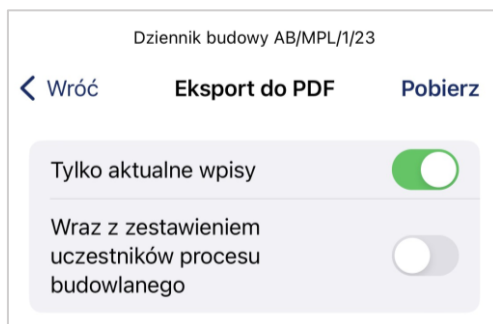 Dziennik budowy AB/MPL/1/23
Wróć Eksport do PDF Pobierz
Tylko aktualne wpisy
Wraz z zestawieniem
uczestników procesu
budowlanego